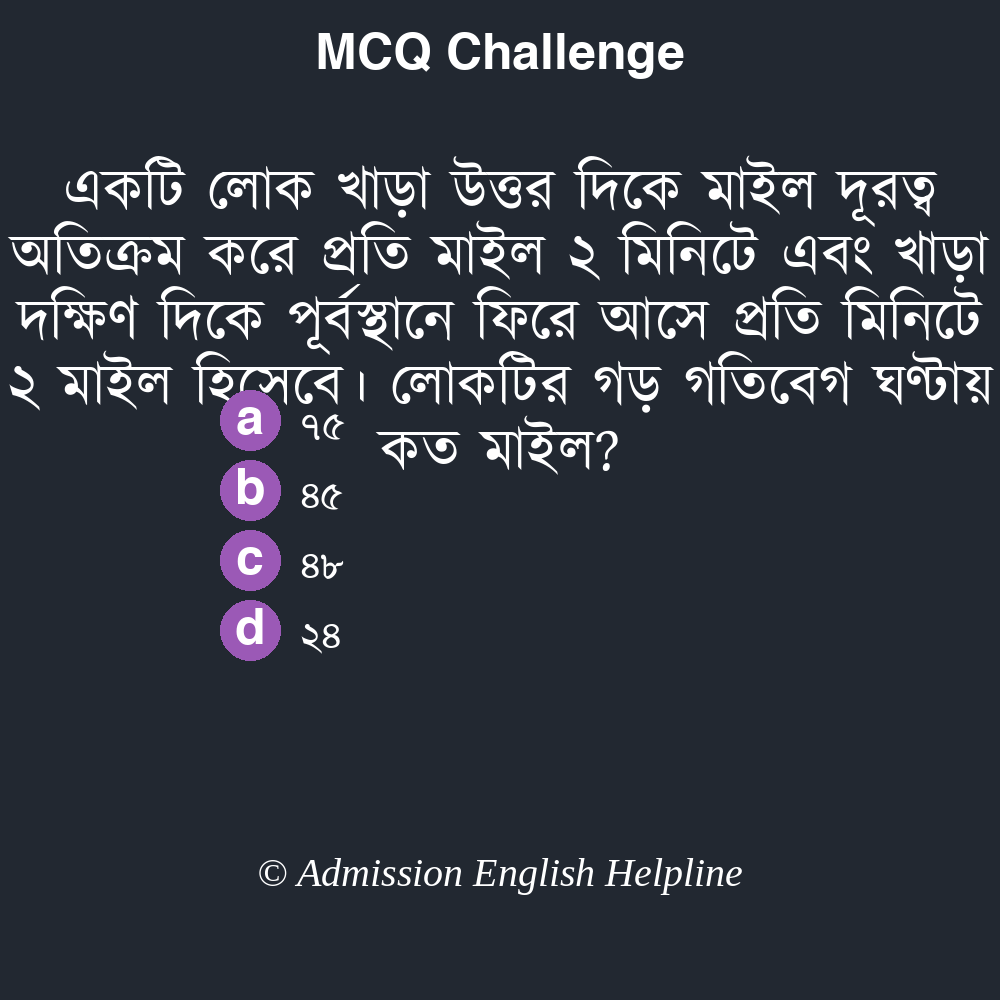 MCQ Challenge
একটি লোক খাড়া উত্তর দিকে মাইল দূরত্ব
অতিক্রম করে প্রতি মাইল ২ মিনিটে এবং খাড়া
দক্ষিণ দিকে পূর্বস্থানে ফিরে আসে প্রতি মিনিটে
২ মাইল হিসেবে। লোকটির গড় গতিবেগ ঘণ্টায়
কত মাইল?
a ৭৫
b ৪৫
c ৪৮
d ২৪
© Admission English Helpline